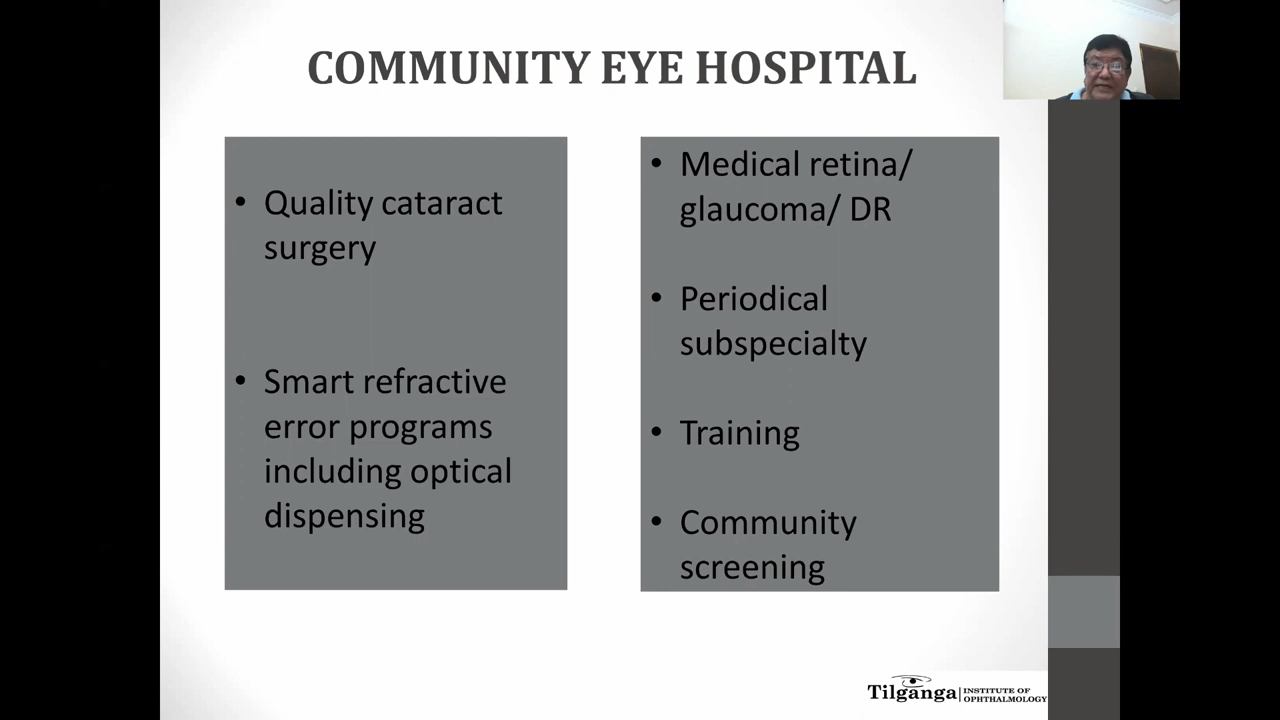 COMMUNITY EYE HOSPITAL
• Quality cataract
surgery
• Smart refractive
error programs
including optical
dispensing
• Medical retina/
glaucoma/ DR
• Periodical
subspecialty
• Training
• Community
screening
Tilganga
INSTITUTE OF
OPHTHALMOLOGY